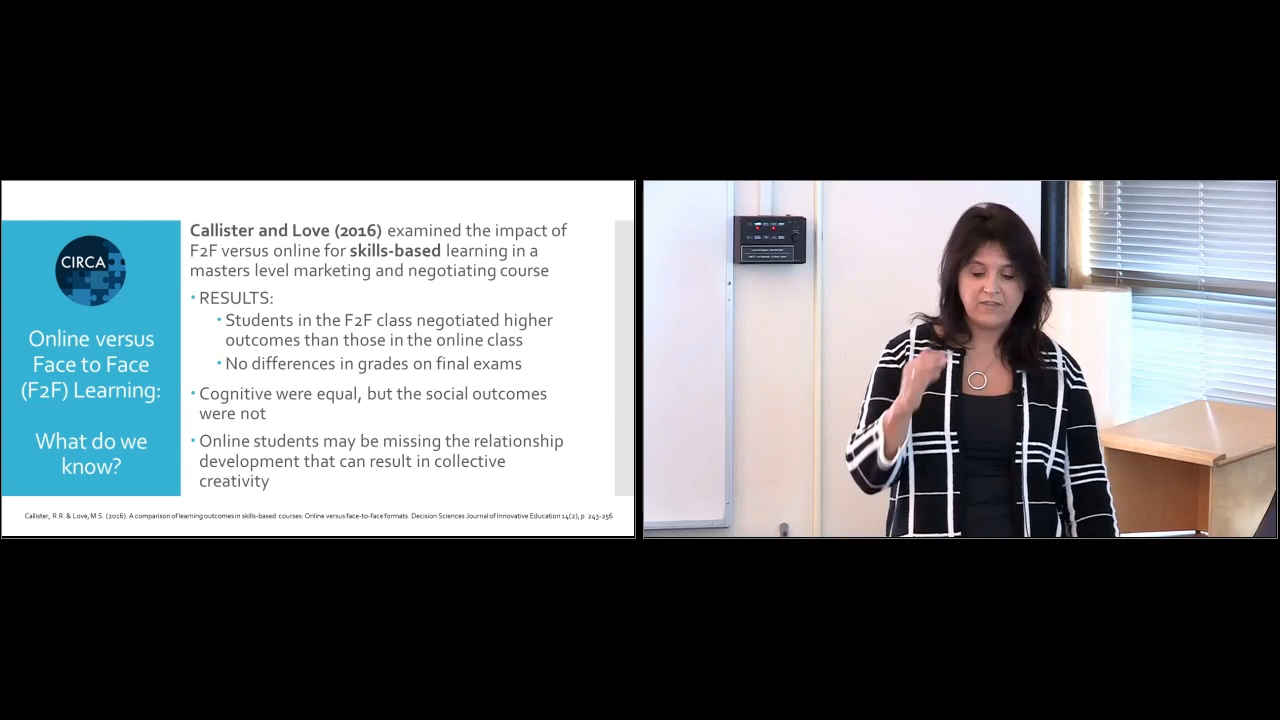 CIRCA
Online versus
Face to Face
(F2F) Learning:
What do we
know?
Callister and Love (2016) examined the impact of
F2F versus online for skills-based learning in a
masters level marketing and negotiating course
• RESULTS:
• Students in the F2F class negotiated higher
outcomes than those in the online class
• No differences in grades on final exams
• Cognitive were equal, but the social outcomes
were not
• Online students may be missing the relationship
development that can result in collective
creativity
Callister, R.R. & Love, M.S. (2016). A comparison of learning outcomes in skills-based courses: Online versus face-to-face formats. Decision Sciences Journal of Innovative Education 14(2), p. 243-256